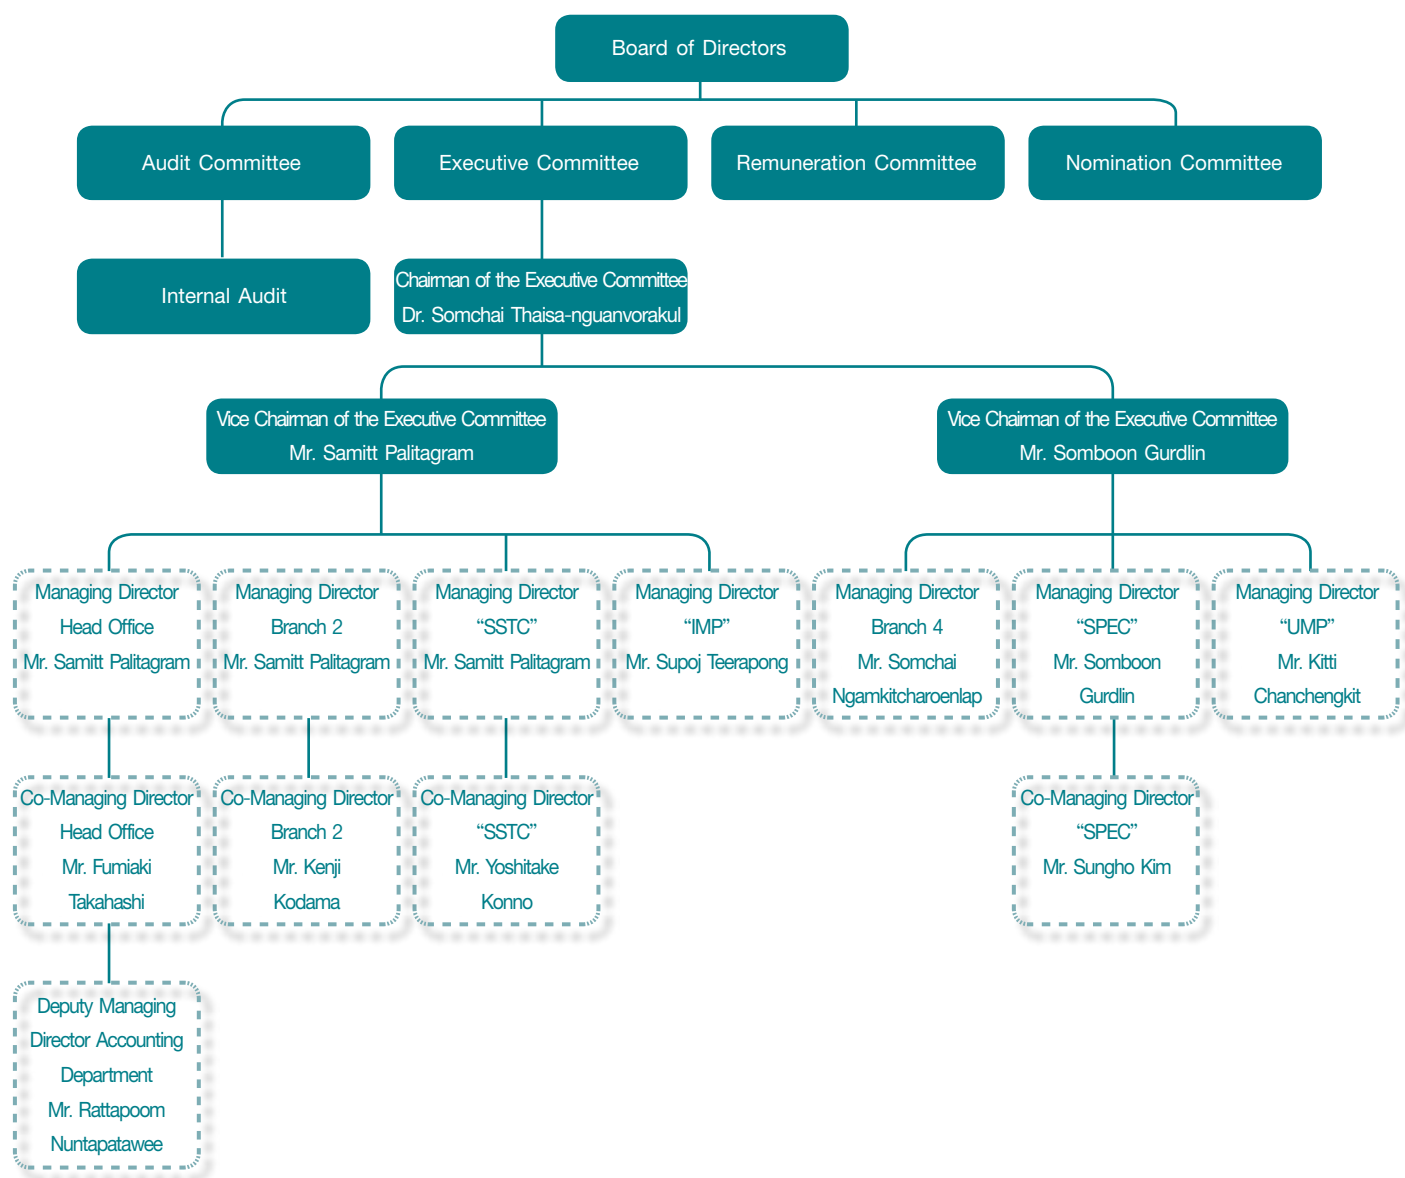 Board of Directors
Audit Committee
Executive Committee
Remuneration Committee
Nomination Committee
Internal Audit
Chairman of the Executive Committee
Dr. Somchai Thaisa-nguanvorakul
Vice Chairman of the Executive Committee
Mr. Samitt Palitagram
Vice Chairman of the Executive Committee
Mr. Somboon Gurdlin
Managing Director
Head Office
Mr. Samitt Palitagram
Managing Director
Branch 2
Mr. Samitt Palitagram
Managing Director
“SSTC”
Mr. Samitt Palitagram
Managing Director
“IMP”
Mr. Supoj Teerapong
Managing Director
Branch 4
Mr. Somchai
Ngamkitcharoenlap
Managing Director
“SPEC”
Mr. Somboon
Gurdlin
Managing Director
“UMP”
Mr. Kitti
Chanchengkit
Co-Managing Director
Head Office
Mr. Fumiaki
Takahashi
Co-Managing Director
Branch 2
Mr. Kenji
Kodama
Co-Managing Director
“SSTC”
Mr. Yoshitake
Konno
Co-Managing Director
“SPEC”
Mr. Sungho Kim
Deputy Managing
Director Accounting
Department
Mr. Rattapoom
Nuntapatawee